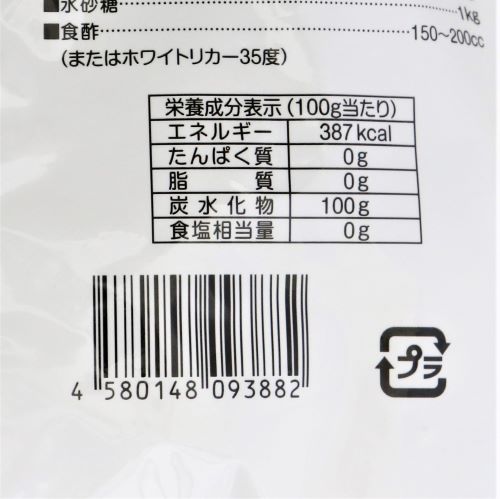 ■氷砂糖……1kg
■食酢……150〜200cc
(またはホワイトリカー35度)
栄養成分表示(100g当たり)
エネルギー 387kcal
たんぱく質 0g
脂質 0g
炭水化物 100g
食塩相当量 0g
4 580148 093882
プラ